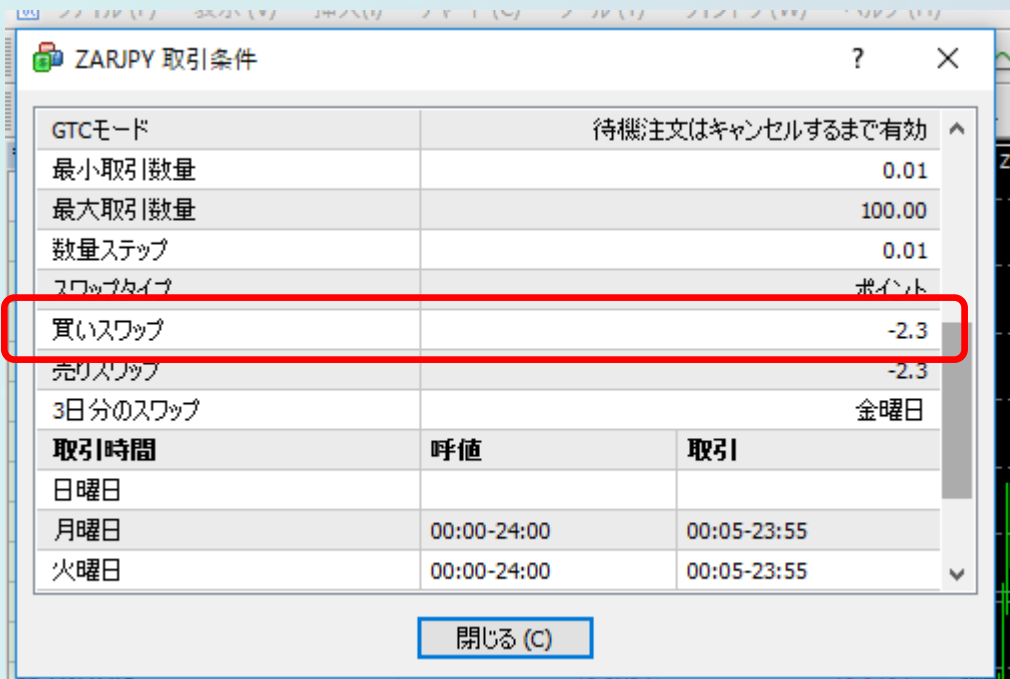 ZARJPY 取引条件 ?
GTCモード 待機注文はキャンセルするまで有効
最小取引数量 0.01
最大取引数量 100.00
数量ステップ 0.01
スワップタイプ ポイント
買いスワップ -2.3
売りスワップ -2.3
3日分のスワップ 金曜日
取引時間 呼値 取引
日曜日
月曜日 00:00-24:00 00:05-23:55
火曜日 00:00-24:00 00:05-23:55
閉じる (C)